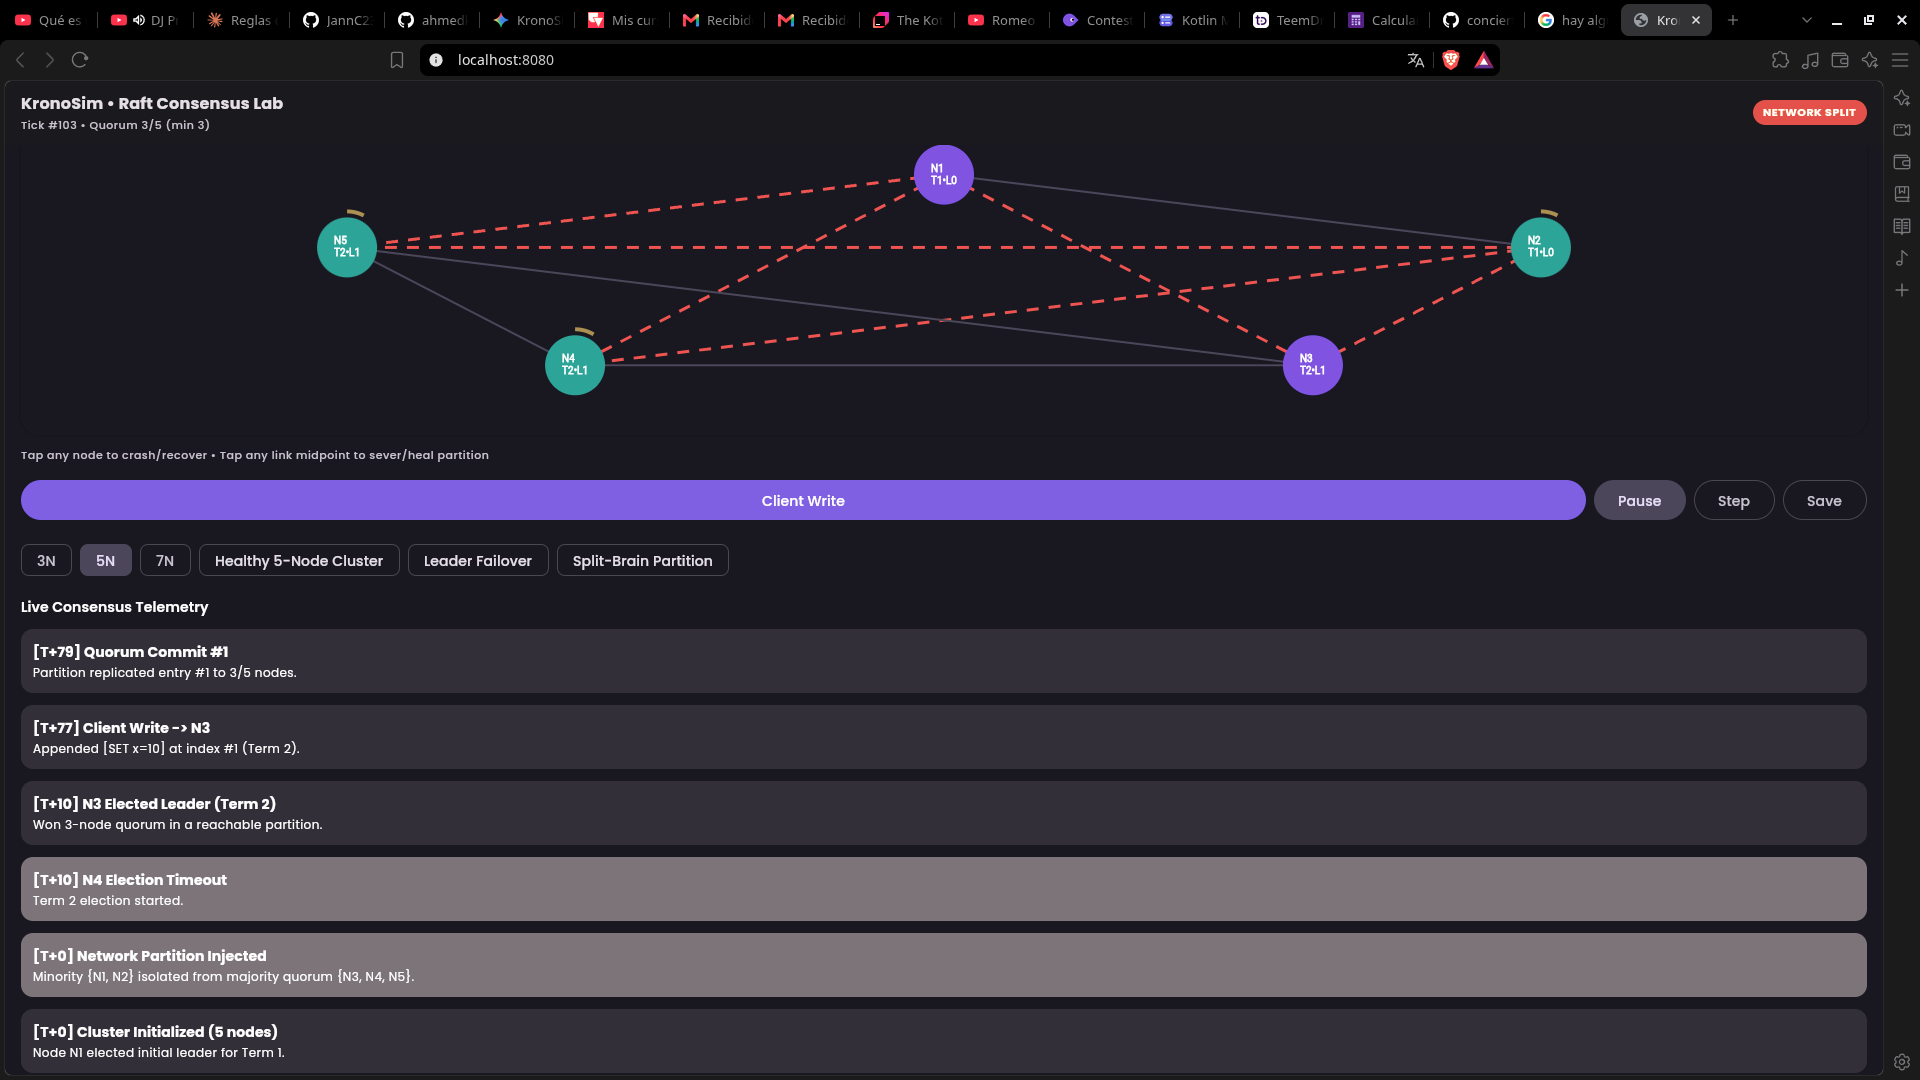 Qué es
DJ P
Reglas
JannC2
ahmed
KronoS
Mis cur
Recibid
Recibid
The Kot
Romeo
Contes
Kotlin M
TeemD
Calcula
concier
hay alg
Kro
localhost:8080
KronoSim • Raft Consensus Lab
Tick #103 • Quorum 3/5 (min 3)
NETWORK SPLIT
N1
T1•L0
N5
T2•L1
N2
T1•L0
N4
T2•L1
N3
T2•L1
Tap any node to crash/recover • Tap any link midpoint to sever/heal partition
Client Write
Pause
Step
Save
3N
5N
7N
Healthy 5-Node Cluster
Leader Failover
Split-Brain Partition
Live Consensus Telemetry
[T+79] Quorum Commit #1
Partition replicated entry #1 to 3/5 nodes.
[T+77] Client Write -> N3
Appended [SET x=10] at index #1 (Term 2).
[T+10] N3 Elected Leader (Term 2)
Won 3-node quorum in a reachable partition.
[T+10] N4 Election Timeout
Term 2 election started.
[T+0] Network Partition Injected
Minority {N1, N2} isolated from majority quorum {N3, N4, N5}.
[T+0] Cluster Initialized (5 nodes)
Node N1 elected initial leader for Term 1.